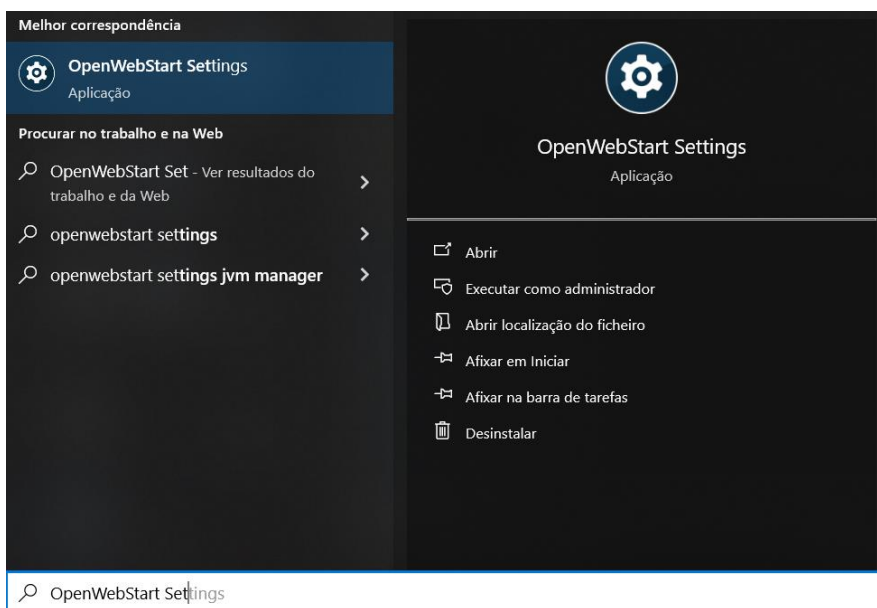 Melhor correspondência
OpenWebStart Settings
Aplicação
Procurar no trabalho e na Web
OpenWebStart Set - Ver resultados do
trabalho e da Web
openwebstart settings
openwebstart settings jvm manager
OpenWebStart Settings
Aplicação
Abrir
Executar como administrador
Abrir localização do ficheiro
Afixar em Iniciar
Afixar na barra de tarefas
Desinstalar
OpenWebStart Settings